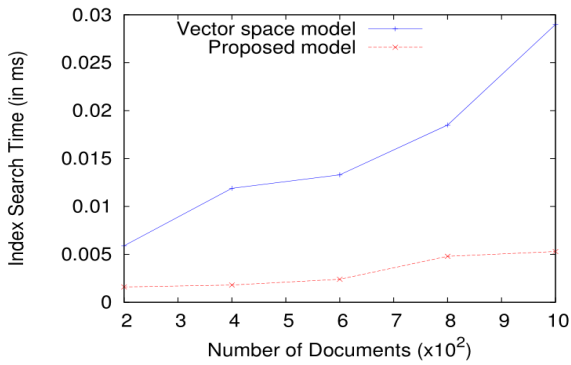 0.03
Vector space model
Proposed model
0.025
0.02
0.015
0.01
0.005
0
2 3 4 5 6 7 8 9 10
Index Search Time (in ms)
Number of Documents (x10²)